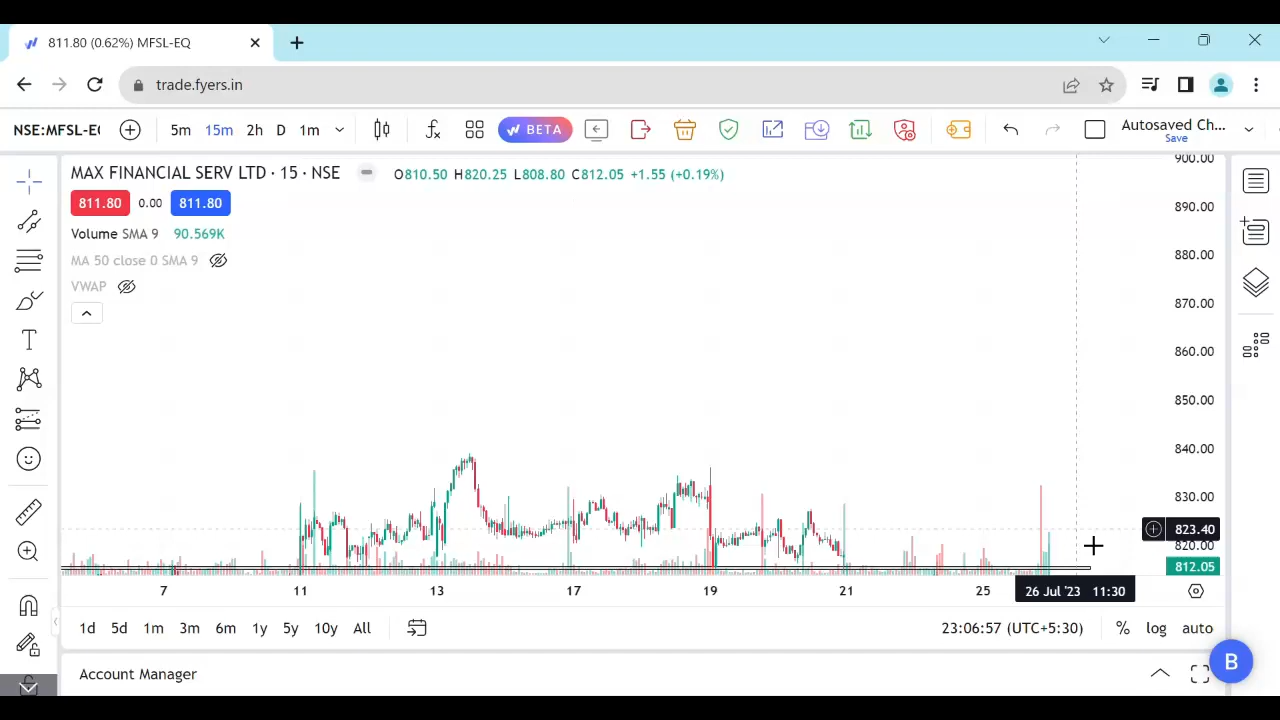 811.80 (0.62%) MFSL-EQ
trade.fyers.in
NSE:MFSL-EQ 5m 15m 2h D 1m BETA Autosaved Ch...
Save
MAX FINANCIAL SERV LTD · 15 · NSE O810.50 H820.25 L808.80 C812.05 +1.55 (+0.19%)
811.80 0.00 811.80
Volume SMA 9 90.569K
MA 50 close 0 SMA 9
VWAP
900.00
890.00
880.00
870.00
860.00
850.00
840.00
830.00
823.40
820.00
812.05
7 11 13 17 19 21 25 26 Jul '23 11:30
1d 5d 1m 3m 6m 1y 5y 10y All 23:06:57 (UTC+5:30) % log auto
Account Manager
B